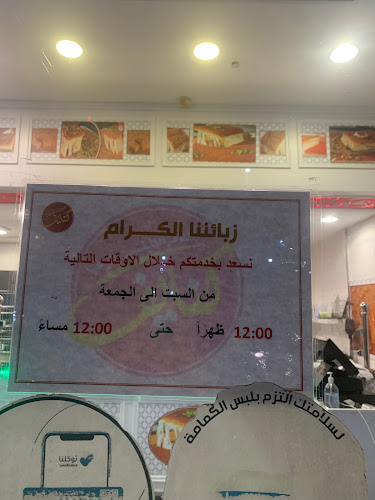 زبائننا الكرام
نسعد بخدمتكم خلال الاوقات التالية
من السبت الى الجمعة
12:00 ظهراً حتى 12:00 مساءً
لسلامتك التزم بلبس الكمامة
توكلنا